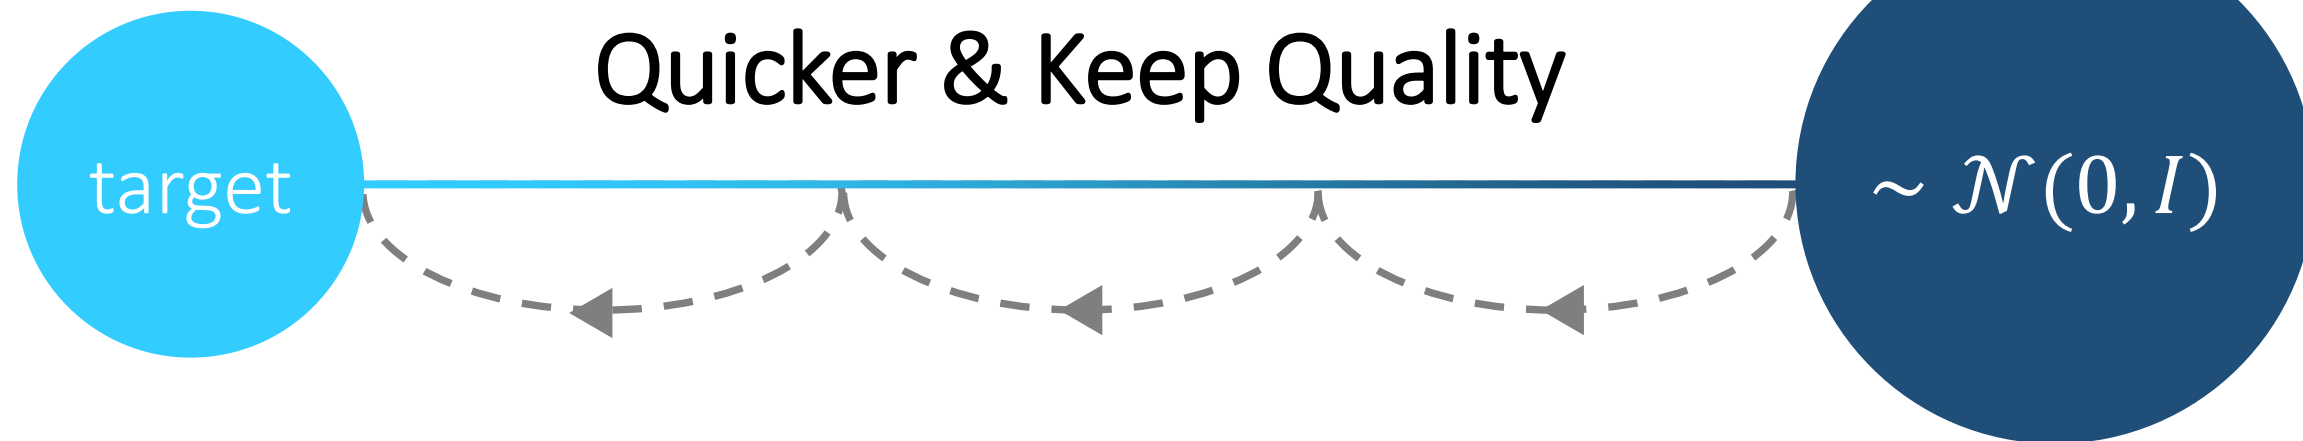 Quicker & Keep Quality
target
~ 𝒩(0, I)